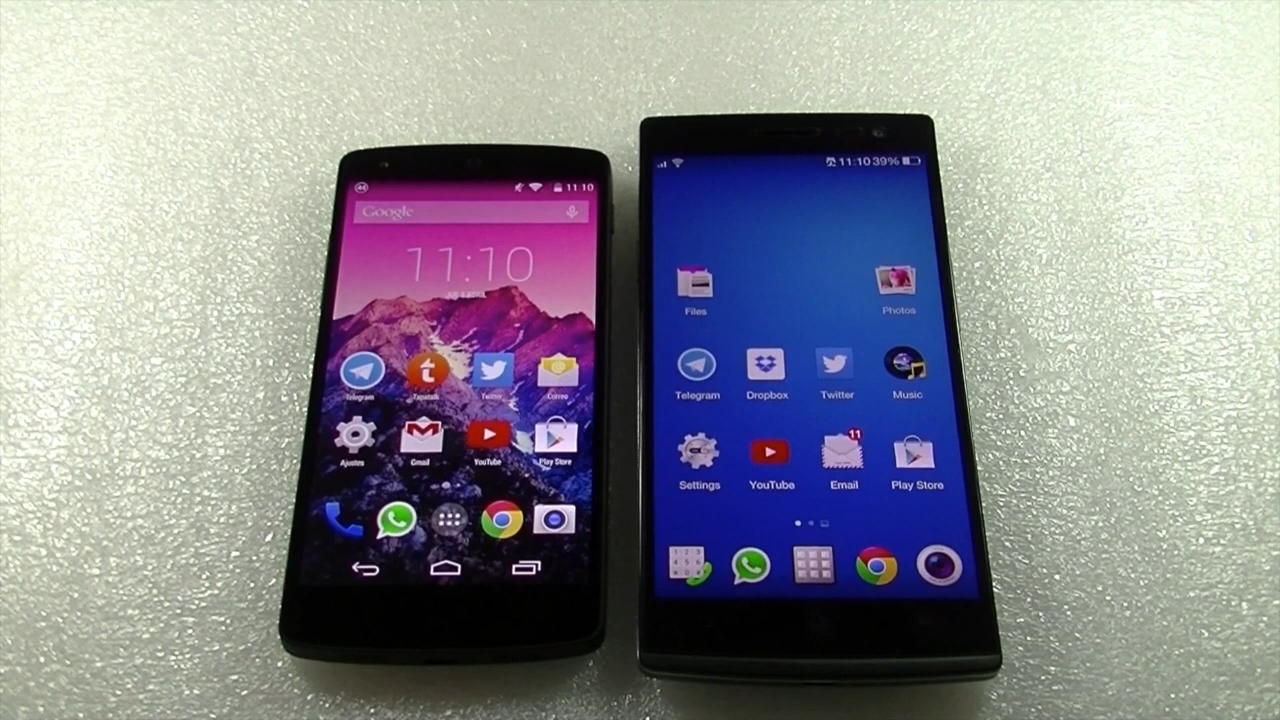 11:10
Google
11:10
Telegram Tapatalk Twitter Correo
Ajustes Gmail YouTube Play Store
11:10 39%
Files Photos
Telegram Dropbox Twitter Music
11
Settings YouTube Email Play Store